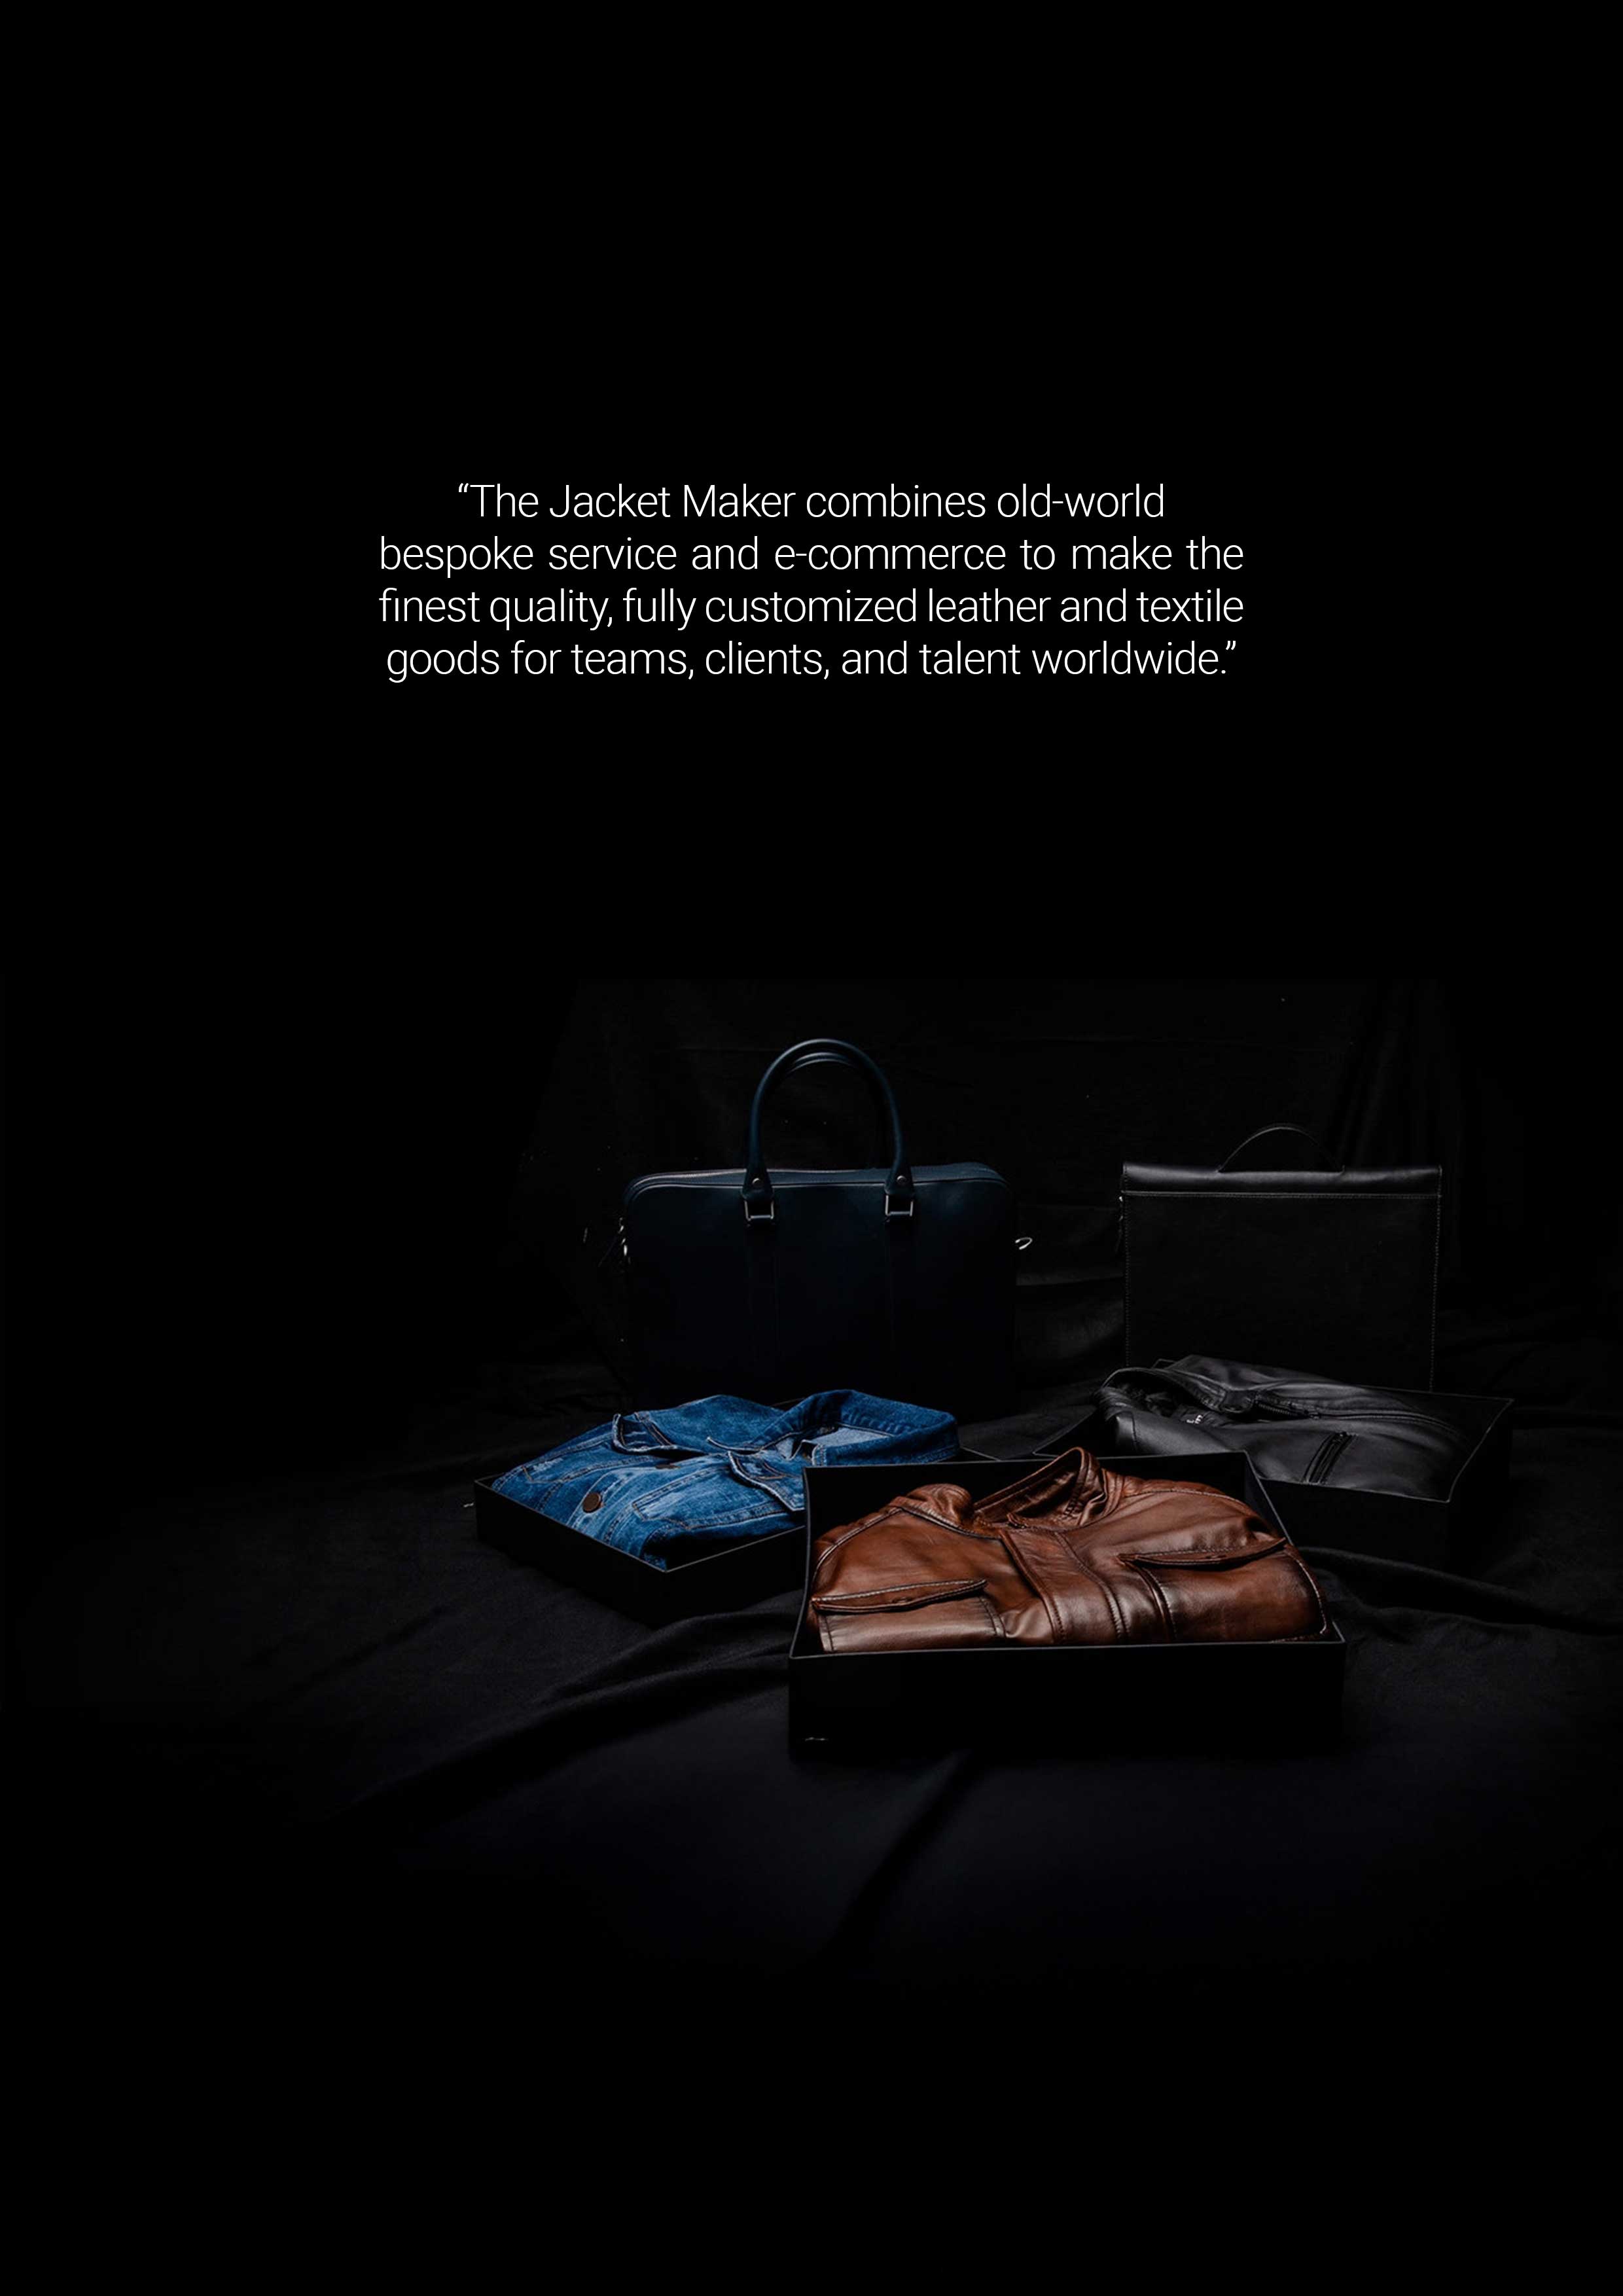 “The Jacket Maker combines old-world
bespoke service and e-commerce to make the
finest quality, fully customized leather and textile
goods for teams, clients, and talent worldwide.”